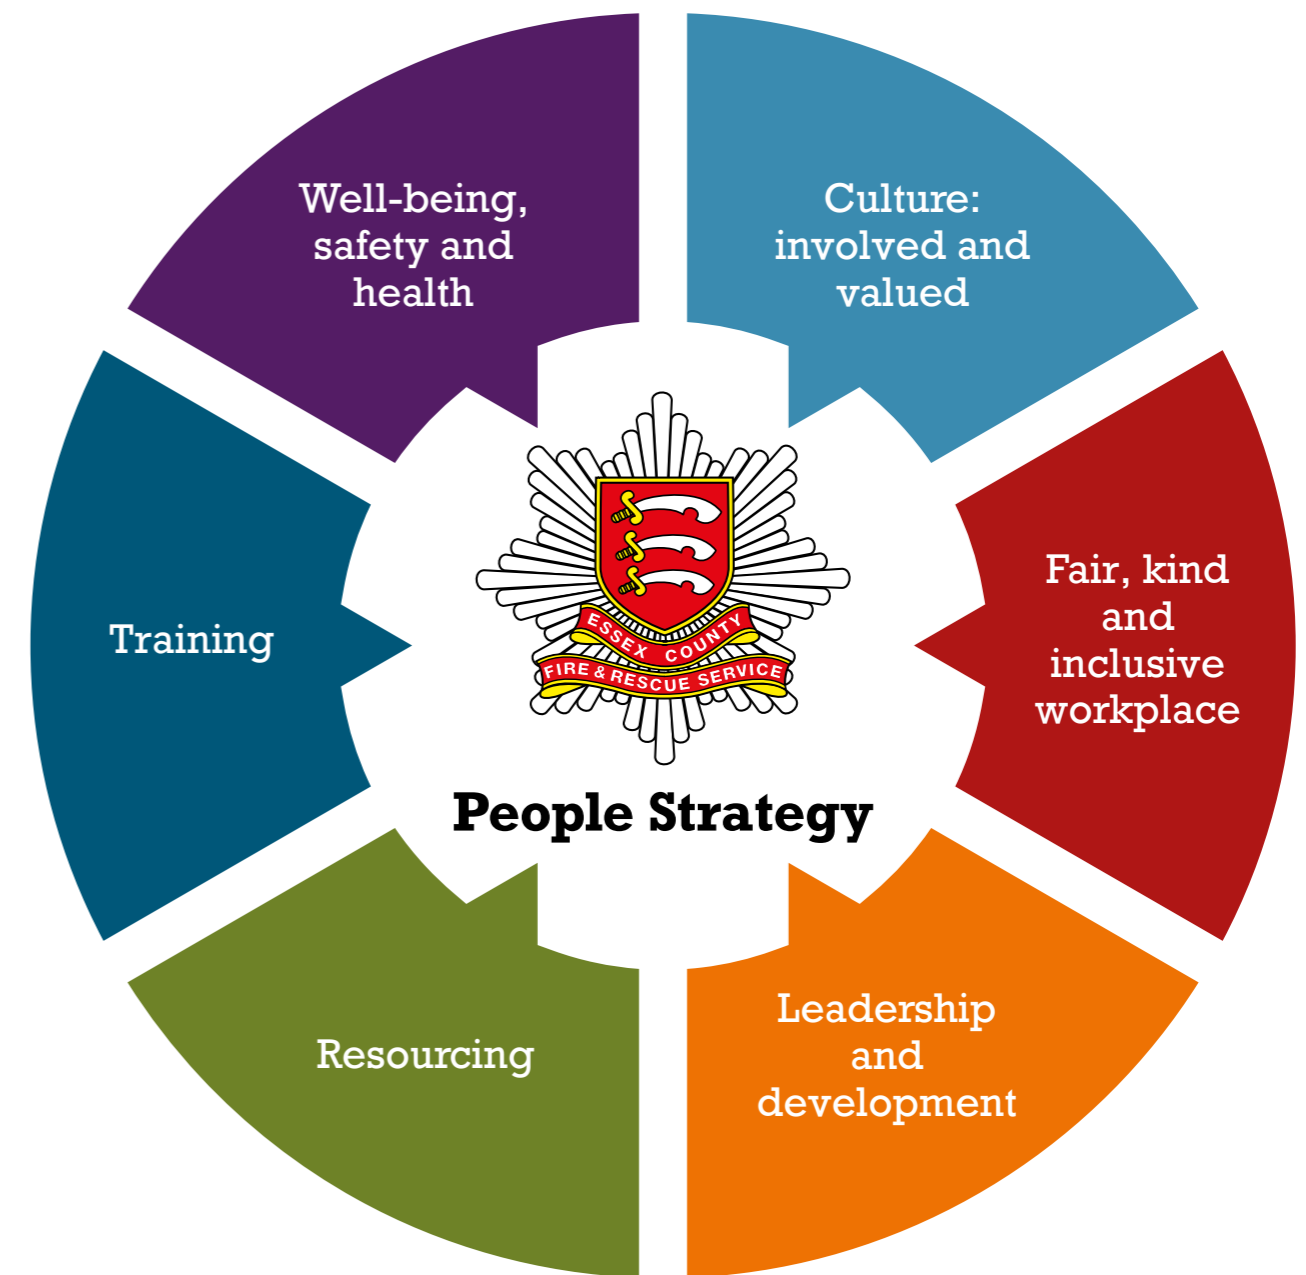 Well-being,
safety and
health
Culture:
involved and
valued
Fair, kind
and
inclusive
workplace
Leadership
and
development
Resourcing
Training
ESSEX COUNTY
FIRE & RESCUE SERVICE
People Strategy